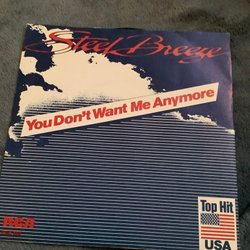 Steel Breeze
You Don't Want Me Anymore
RCA
Top Hit
USA